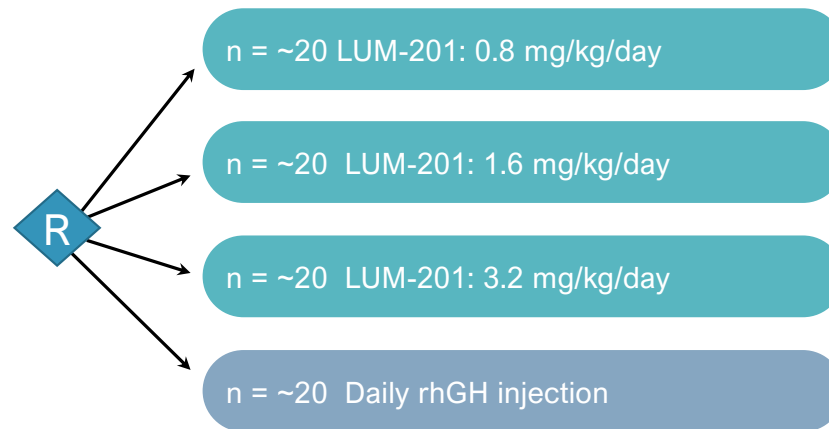 n = ~20 LUM-201: 0.8 mg/kg/day
n = ~20  LUM-201: 1.6 mg/kg/day
R
n = ~20  LUM-201: 3.2 mg/kg/day
n = ~20  Daily rhGH injection